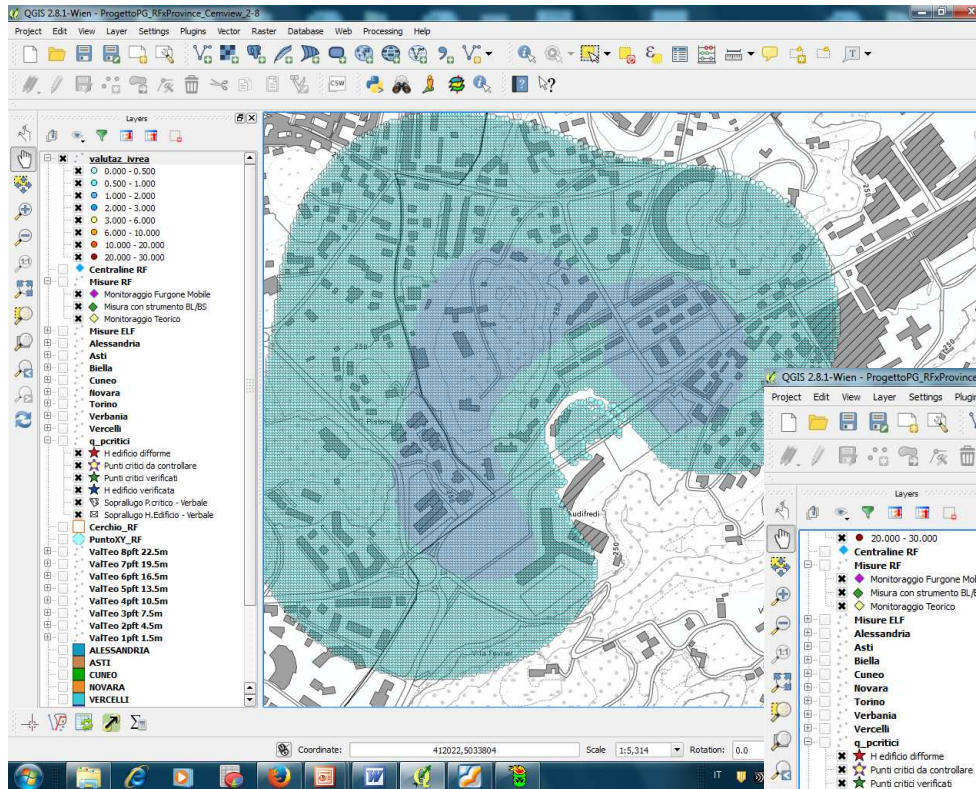 QGIS 2.8.1-Wien - ProgettoPG_RFxProvince_Cemview_2-8
Project Edit View Layer Settings Plugins Vector Raster Database Web Processing Help
CSW
Layers
valutaz_ivrea
0.000 - 0.500
0.500 - 1.000
1.000 - 2.000
2.000 - 3.000
3.000 - 6.000
6.000 - 10.000
10.000 - 20.000
20.000 - 30.000
Centraline RF
Misure RF
Monitoraggio Furgone Mobile
Misura con strumento BL/BS
Monitoraggio Teorico
Misure ELF
Alessandria
Asti
Biella
Cuneo
Novara
Torino
Verbania
Vercelli
q_pcritici
H edificio difforme
Punti critici da controllare
Punti critici verificati
H edificio verificata
Soprallugo P.critico - Verbale
Soprallugo H.Edificio - Verbale
Cerchio_RF
PuntoXY_RF
ValTeo 8pft 22.5m
ValTeo 7pft 19.5m
ValTeo 6pft 16.5m
ValTeo 5pft 13.5m
ValTeo 4pft 10.5m
ValTeo 3pft 7.5m
ValTeo 2pft 4.5m
ValTeo 1pft 1.5m
ALESSANDRIA
ASTI
CUNEO
NOVARA
VERCELLI
250
250
250
250
Coordinate: 412022,5033804 Scale 1:5,314 Rotation: 0.0
IT
QGIS 2.8.1-Wien - ProgettoPG_RFxProvince
Project Edit View Layer Settings Plugin
Layers
20.000 - 30.000
Centraline RF
Misure RF
Monitoraggio Furgone Mobi
Misura con strumento BL/B
Monitoraggio Teorico
Misure ELF
Alessandria
Asti
Biella
Cuneo
Novara
Torino
Verbania
Vercelli
q_pcritici
H edificio difforme
Punti critici da controllare
Punti critici verificati